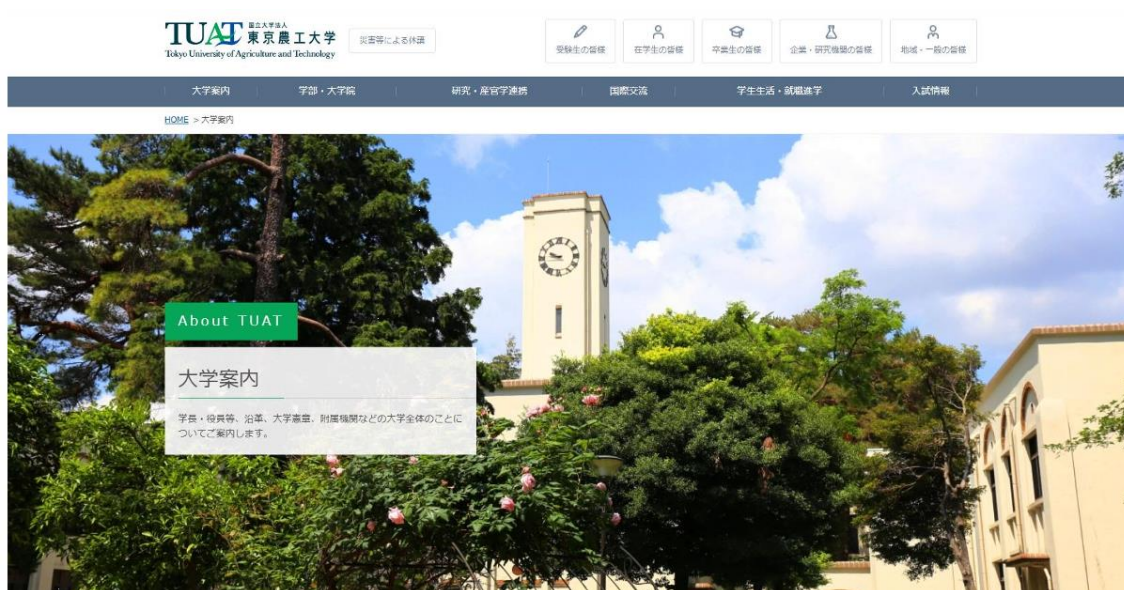 TUAT
国立大学法人
東京農工大学
Tokyo University of Agriculture and Technology
災害等による休講
受験生の皆様
在学生の皆様
卒業生の皆様
企業・研究機関の皆様
地域・一般の皆様
大学案内
学部・大学院
研究・産官学連携
国際交流
学生生活・就職進学
入試情報
HOME > 大学案内
About TUAT
大学案内
学長・役員等、沿革、大学憲章、附属機関などの大学全体のことに
ついてご案内します。